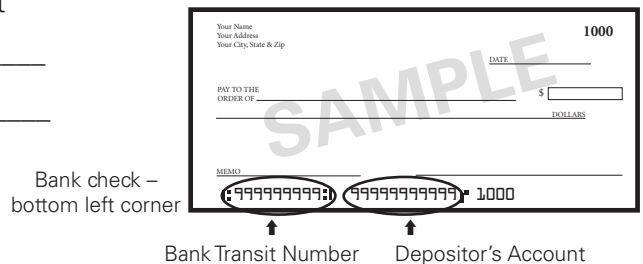 t
Your Name
Your Address
Your City, State & Zip
1000
DATE
PAY TO THE
ORDER OF
$
DOLLARS
SAMPLE
MEMO
Bank check –
bottom left corner
⑆999999999⑆ 99999999999⑈ 1000
Bank Transit Number Depositor's Account